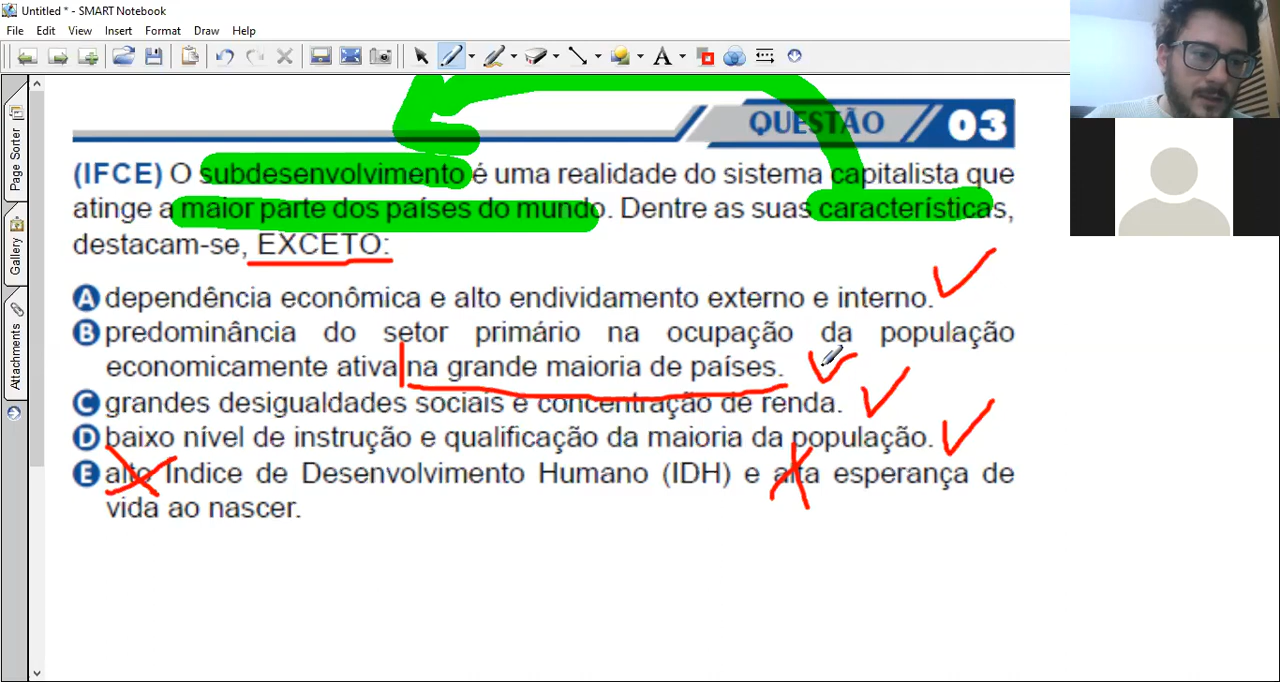 Untitled * - SMART Notebook
File Edit View Insert Format Draw Help
Page Sorter
Gallery
Attachments
QUESTÃO 03
(IFCE) O subdesenvolvimento é uma realidade do sistema capitalista que
atinge a maior parte dos países do mundo. Dentre as suas características,
destacam-se, EXCETO:
A dependência econômica e alto endividamento externo e interno.
B predominância do setor primário na ocupação da população
economicamente ativa na grande maioria de países.
C grandes desigualdades sociais e concentração de renda.
D baixo nível de instrução e qualificação da maioria da população.
E alto Índice de Desenvolvimento Humano (IDH) e alta esperança de
vida ao nascer.